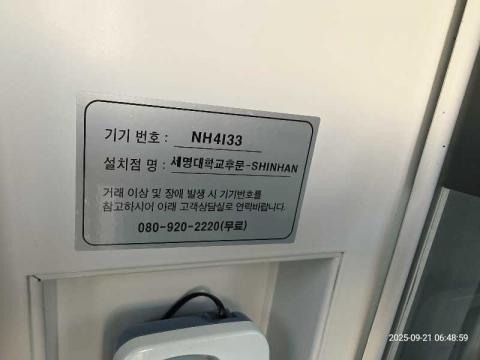 기기 번호 : NH4133
설치점 명 : 세명대학교후문-SHINHAN
거래 이상 및 장애 발생 시 기기번호를
참고하시어 아래 고객상담실로 연락바랍니다.
080-920-2220(무료)
2025-09-21 06:48:59